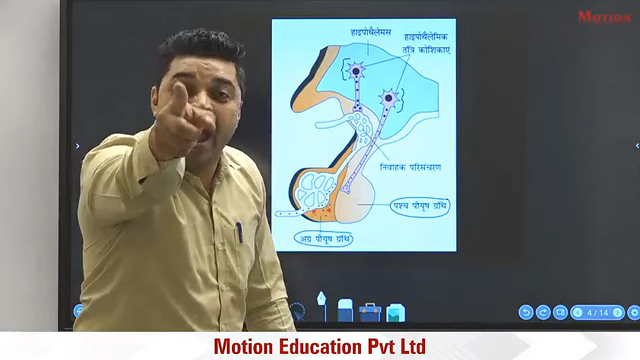 MOTION
हाइपोथैलेमस
हाइपोथैलेमिक
तंत्रि कोशिकाएं
निवाहक परिसंचरण
पश्च पीयूष ग्रंथि
अग्र पीयूष ग्रंथि
4 / 14
Motion Education Pvt Ltd